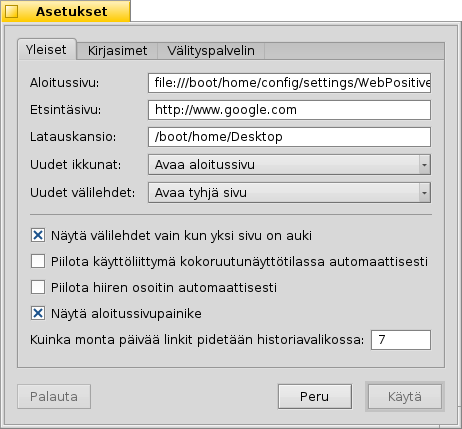 Asetukset
Yleiset Kirjasimet Välityspalvelin
Aloitussivu: file:///boot/home/config/settings/WebPositive
Etsintäsivu: http://www.google.com
Latauskansio: /boot/home/Desktop
Uudet ikkunat: Avaa aloitussivu
Uudet välilehdet: Avaa tyhjä sivu
Näytä välilehdet vain kun yksi sivu on auki
Piilota käyttöliittymä kokoruutunäyttötilassa automaattisesti
Piilota hiiren osoitin automaattisesti
Näytä aloitussivupainike
Kuinka monta päivää linkit pidetään historiavalikossa: 7
Palauta Peru Käytä